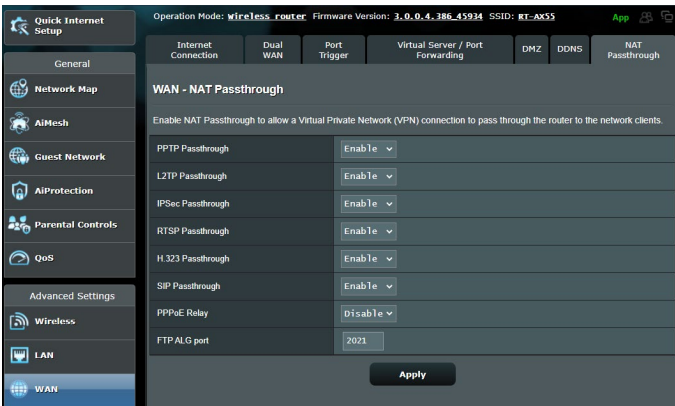 Quick Internet
Setup
Operation Mode: Wireless router Firmware Version: 3.0.0.4.386_45934 SSID: RT-AX55
App
General
Network Map
AiMesh
Guest Network
AiProtection
Parental Controls
QoS
Advanced Settings
Wireless
LAN
WAN
Internet
Connection
Dual
WAN
Port
Trigger
Virtual Server / Port
Forwarding
DMZ
DDNS
NAT
Passthrough
WAN - NAT Passthrough
Enable NAT Passthrough to allow a Virtual Private Network (VPN) connection to pass through the router to the network clients.
PPTP Passthrough Enable
L2TP Passthrough Enable
IPSec Passthrough Enable
RTSP Passthrough Enable
H.323 Passthrough Enable
SIP Passthrough Enable
PPPoE Relay Disable
FTP ALG port 2021
Apply